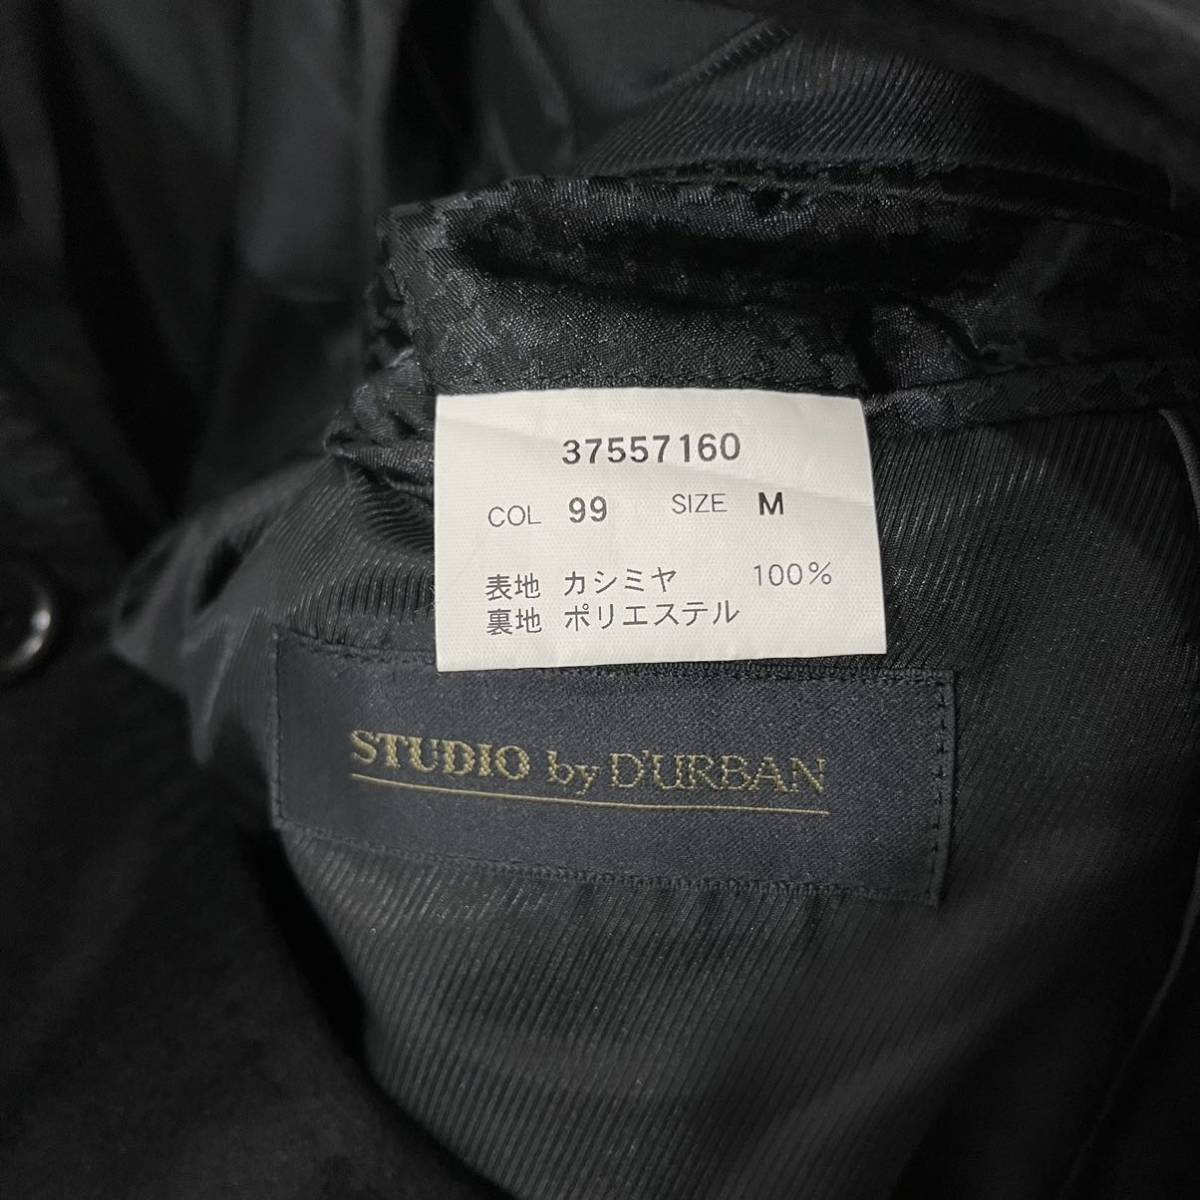 37557160
COL 99 SIZE M
表地 カシミヤ 100%
裏地 ポリエステル
STUDIO by D'URBAN